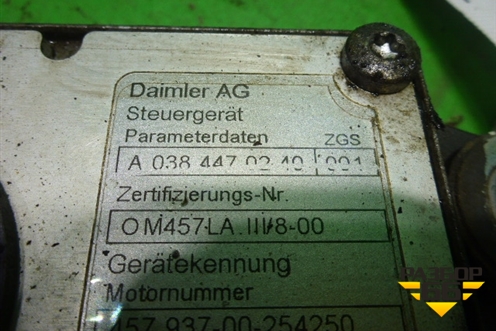 Daimler AG
Steuergerät
Parameterdaten ZGS
A 038 447 02 40 001
Zertifizierungs-Nr.
OM457LA.III/8-00
Gerätekennung
Motornummer
457.937-00-254250